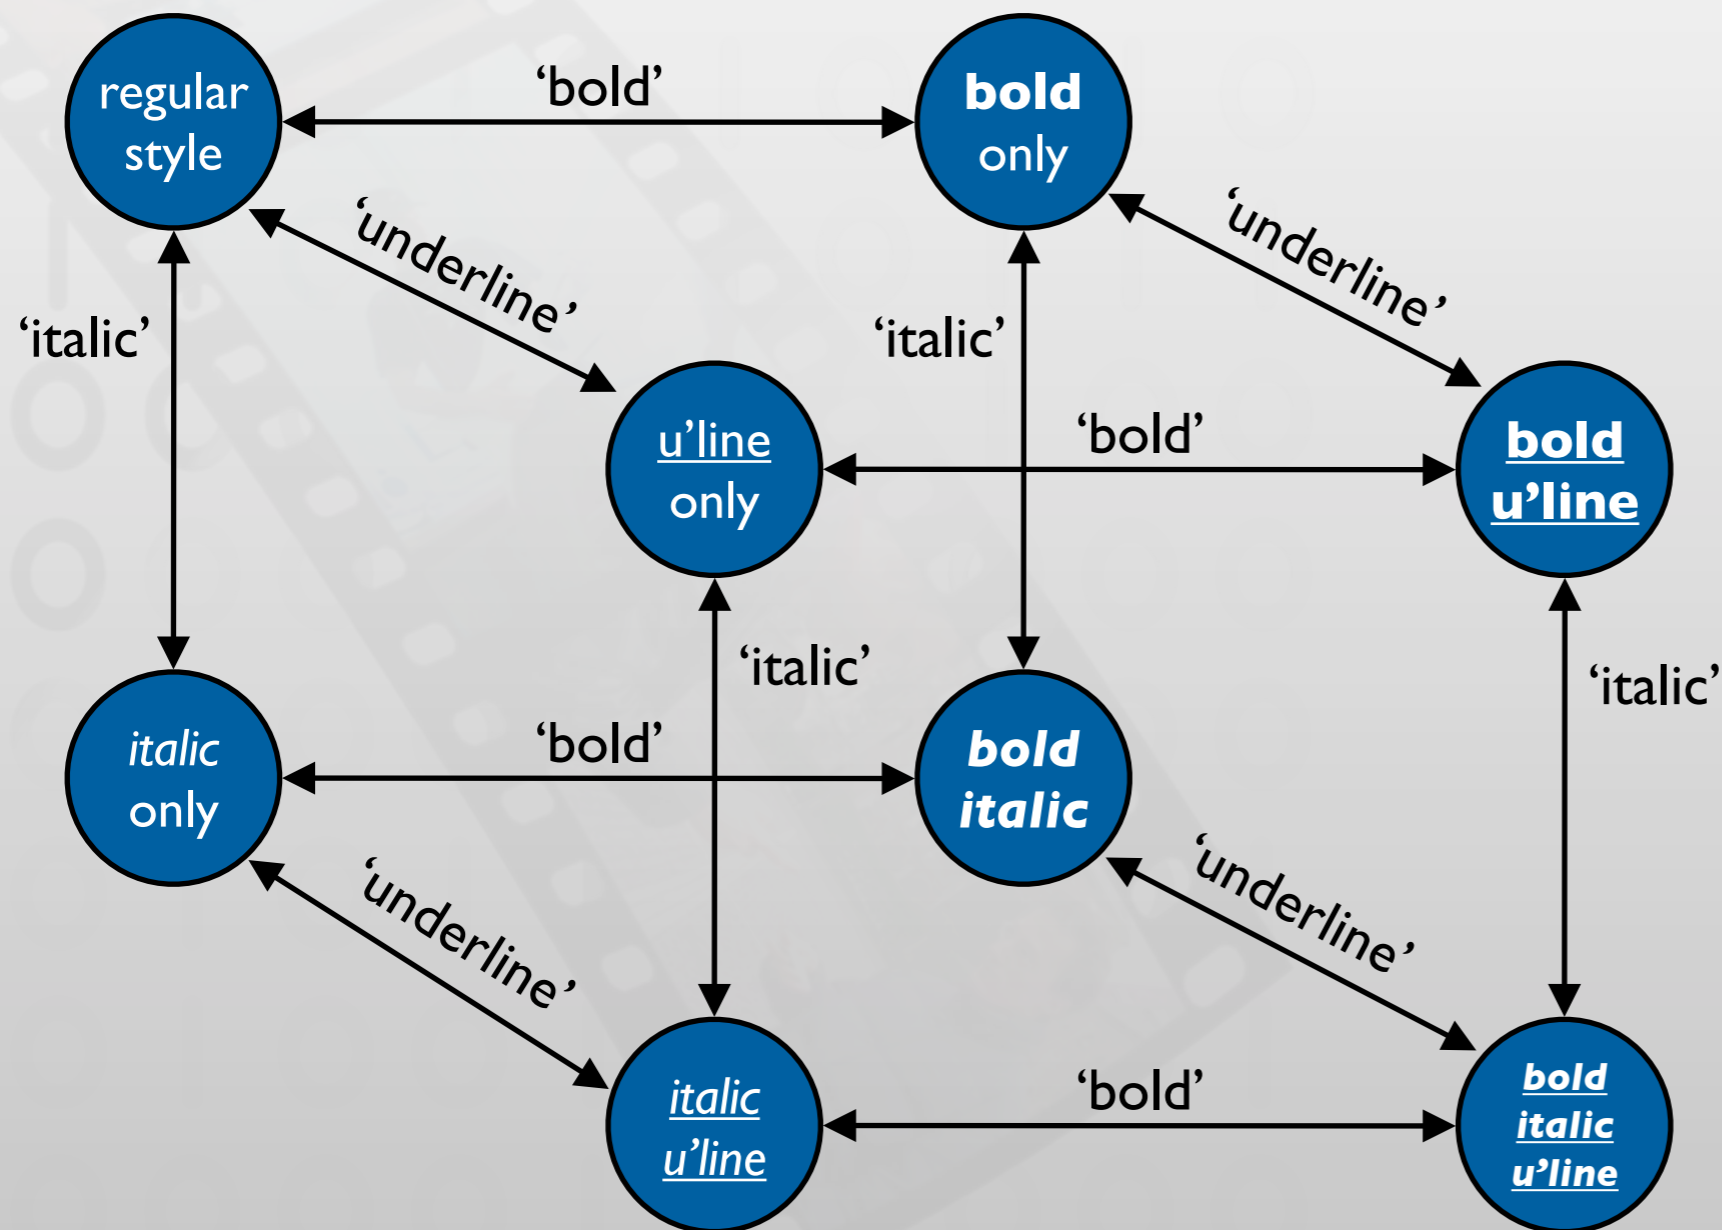 regular
style
‘bold’
bold
only
‘underline’
‘underline’
‘italic’
‘italic’
u’line
only
‘bold’
bold
u’line
‘italic’
‘italic’
italic
only
‘bold’
bold
italic
‘underline’
‘underline’
italic
u’line
‘bold’
bold
italic
u’line